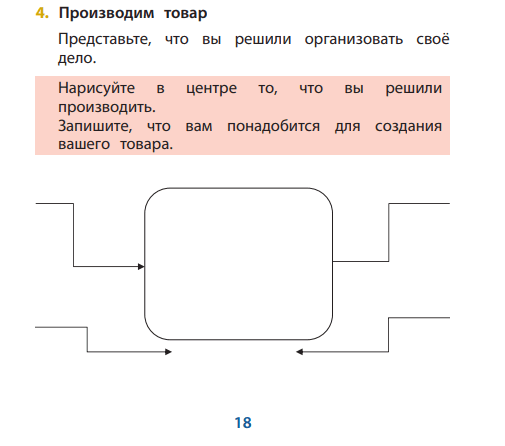 4. Производим товар
Представьте, что вы решили организовать своё
дело.
Нарисуйте в центре то, что вы решили
производить.
Запишите, что вам понадобится для создания
вашего товара.
18